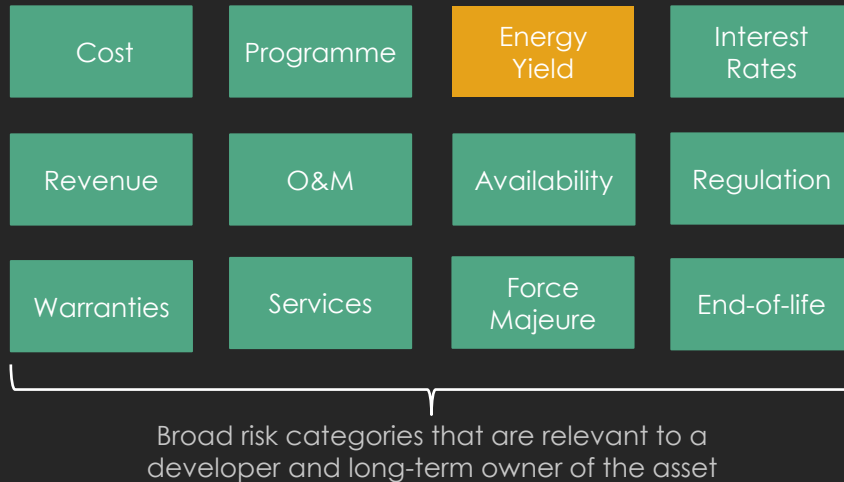 Cost
Programme
Energy
Yield
Interest
Rates
Revenue
O&M
Availability
Regulation
Warranties
Services
Force
Majeure
End-of-life
Broad risk categories that are relevant to a
developer and long-term owner of the asset